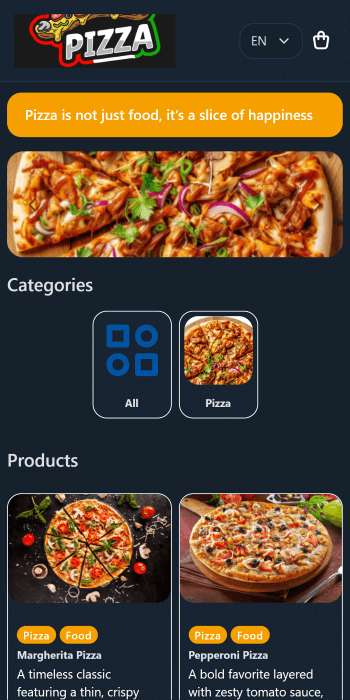 PIZZA
EN
Pizza is not just food, it's a slice of happiness
Categories
All
Pizza
Products
Pizza Food
Margherita Pizza
A timeless classic
featuring a thin, crispy
Pizza Food
Pepperoni Pizza
A bold favorite layered
with zesty tomato sauce,